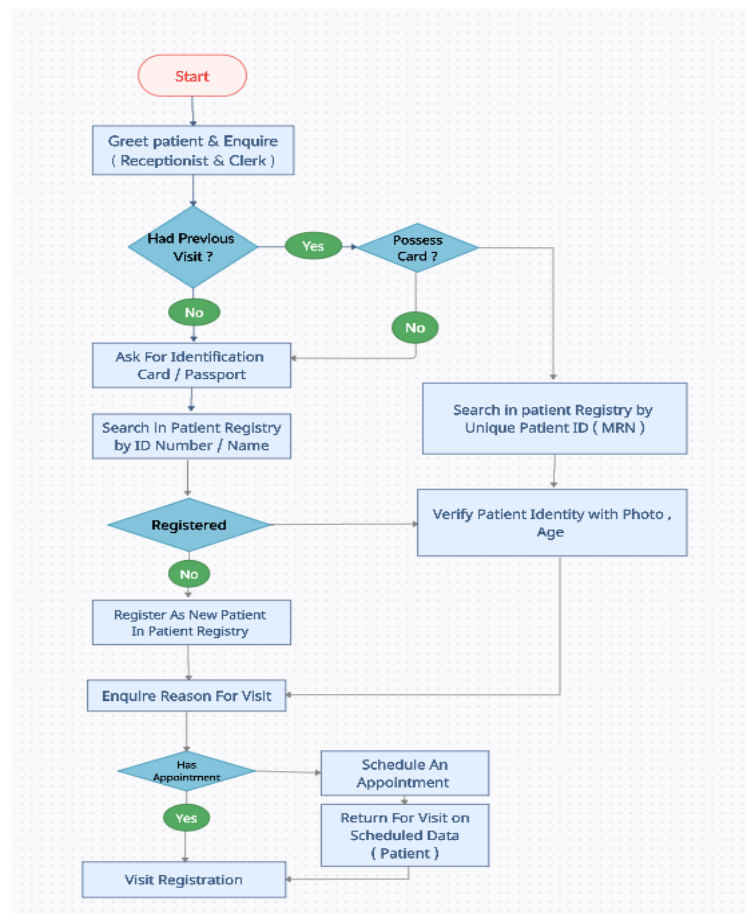 Start
Greet patient & Enquire
( Receptionist & Clerk )
Had Previous
Visit ?
Yes
Possess
Card ?
No
No
Ask For Identification
Card / Passport
Search in Patient Registry
by ID Number / Name
Search in patient Registry by
Unique Patient ID ( MRN )
Registered
Verify Patient Identity with Photo ,
Age
No
Register As New Patient
In Patient Registry
Enquire Reason For Visit
Has
Appointment
Schedule An
Appointment
Yes
Return For Visit on
Scheduled Data
( Patient )
Visit Registration